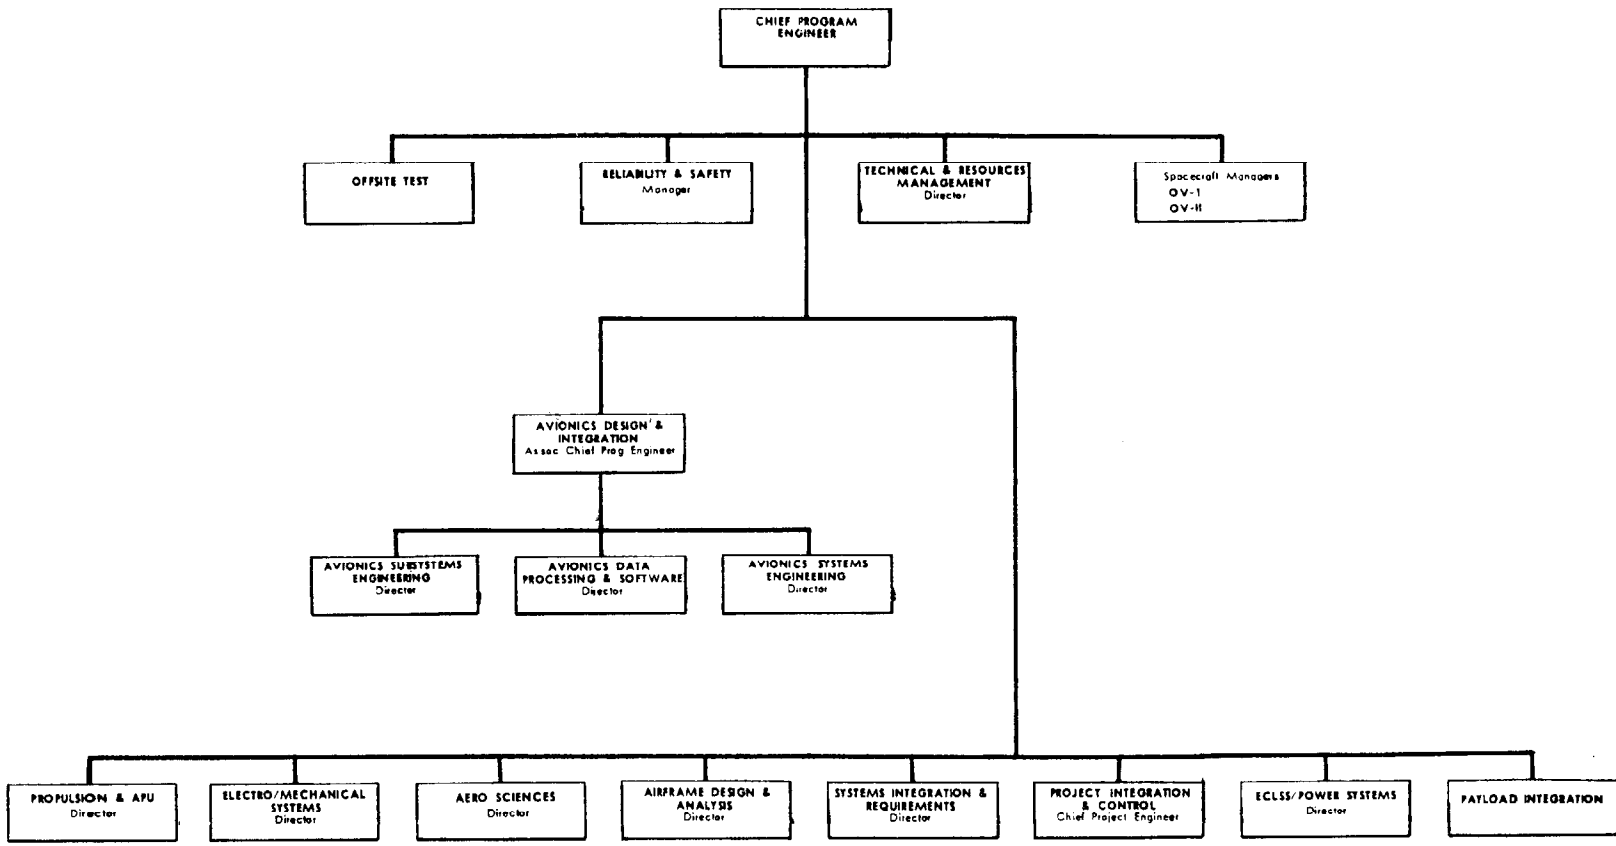 CHIEF PROGRAM
ENGINEER
OFFSITE TEST
RELIABILITY & SAFETY
Manager
TECHNICAL & RESOURCES
MANAGEMENT
Director
Spacecraft Managers
OV-I
OV-II
AVIONICS DESIGN &
INTEGRATION
Assoc Chief Prog Engineer
AVIONICS SUBSYSTEMS
ENGINEERING
Director
AVIONICS DATA
PROCESSING & SOFTWARE
Director
AVIONICS SYSTEMS
ENGINEERING
Director
PROPULSION & APU
Director
ELECTRO/MECHANICAL
SYSTEMS
Director
AERO SCIENCES
Director
AIRFRAME DESIGN &
ANALYSIS
Director
SYSTEMS INTEGRATION &
REQUIREMENTS
Director
PROJECT INTEGRATION
& CONTROL
Chief Project Engineer
ECLSS/POWER SYSTEMS
Director
PAYLOAD INTEGRATION